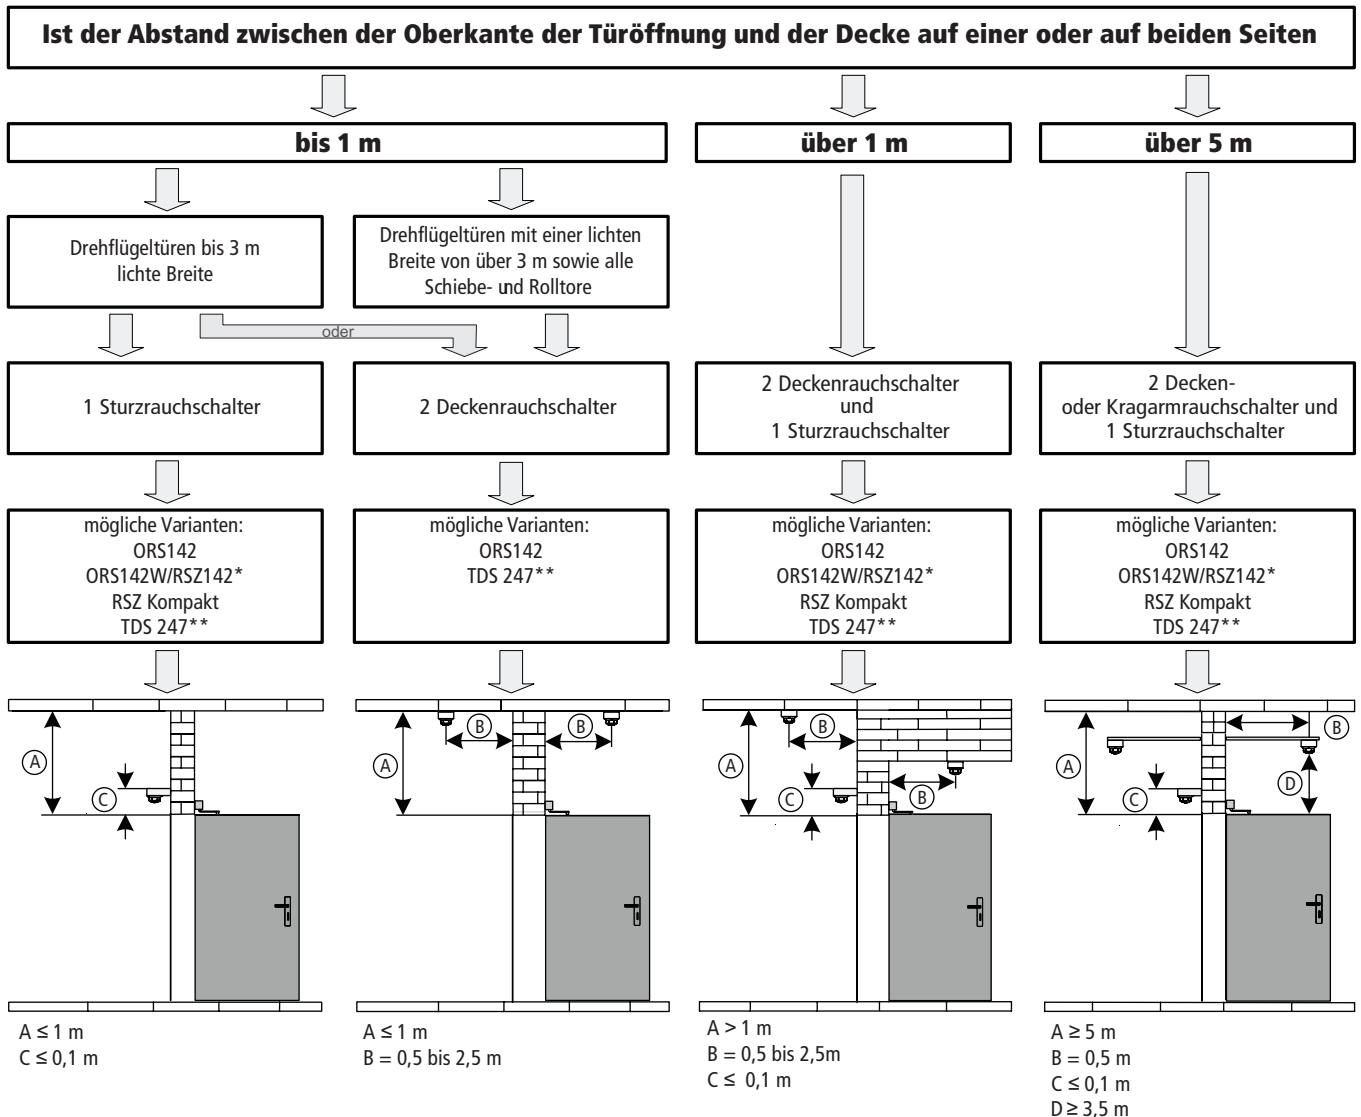 Ist der Abstand zwischen der Oberkante der Türöffnung und der Decke auf einer oder auf beiden Seiten
bis 1 m
über 1 m
über 5 m
Drehflügeltüren bis 3 m
lichte Breite
Drehflügeltüren mit einer lichten
Breite von über 3 m sowie alle
Schiebe- und Rolltore
oder
1 Sturzrauchschalter
2 Deckenrauchschalter
2 Deckenrauchschalter
und
1 Sturzrauchschalter
2 Decken-
oder Kragarmrauchschalter und
1 Sturzrauchschalter
mögliche Varianten:
ORS142
ORS142W/RSZ142*
RSZ Kompakt
TDS 247**
mögliche Varianten:
ORS142
TDS 247**
mögliche Varianten:
ORS142
ORS142W/RSZ142*
RSZ Kompakt
TDS 247**
mögliche Varianten:
ORS142
ORS142W/RSZ142*
RSZ Kompakt
TDS 247**
A
C
A
B
B
A
B
C
B
A
B
C
D
A ≤ 1 m
C ≤ 0,1 m
A ≤ 1 m
B = 0,5 bis 2,5 m
A > 1 m
B = 0,5 bis 2,5m
C ≤ 0,1 m
A ≥ 5 m
B = 0,5 m
C ≤ 0,1 m
D ≥ 3,5 m